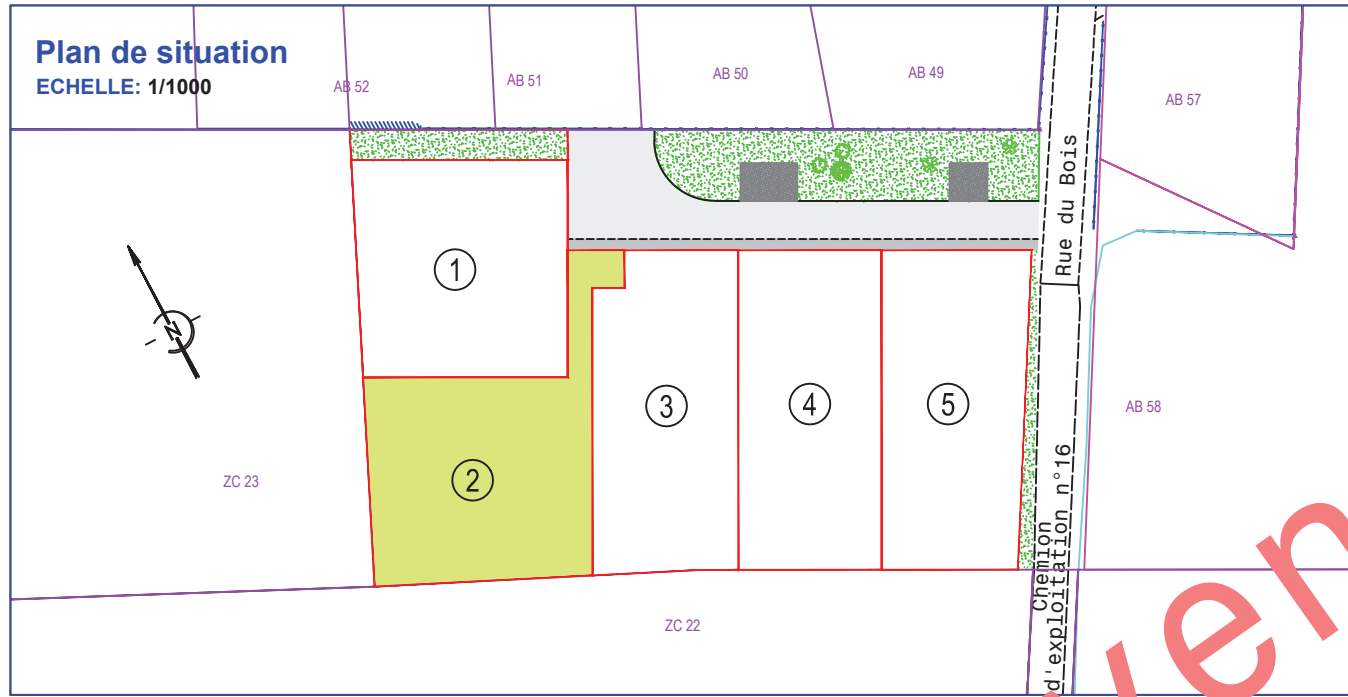 Plan de situation
ECHELLE: 1/1000
AB 52
AB 51
AB 50
AB 49
AB 57
Rue du Bois
N
1
2
3
4
5
AB 58
ZC 23
Chemion
d'exploitation n°16
ZC 22
ven